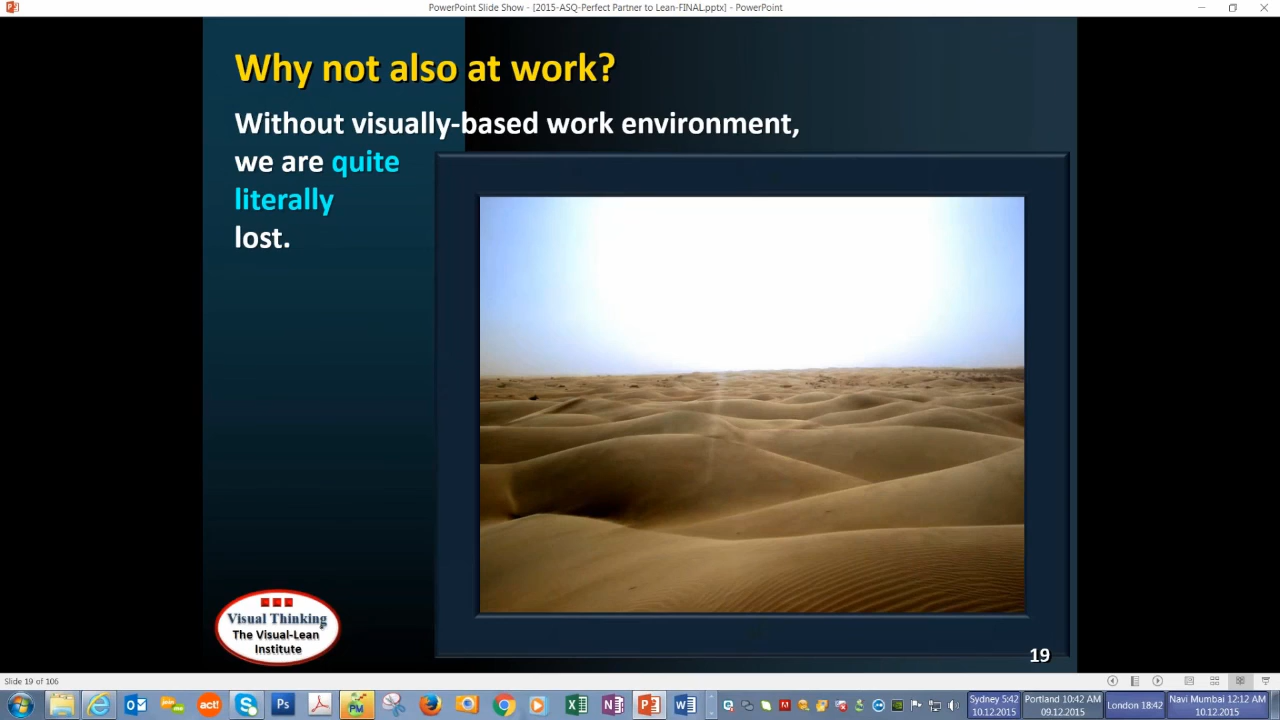 PowerPoint Slide Show - [2015-ASQ-Perfect Partner to Lean-FINAL.pptx] - PowerPoint
Why not also at work?
Without visually-based work environment,
we are quite
literally
lost.
Visual Thinking
The Visual-Lean
Institute
19
Slide 19 of 106
act!
Ps
PM
Sydney 5:42
10.12.2015
Portland 10:42 AM
09.12.2015
London 18:42
Navi Mumbai 12:12 AM
10.12.2015